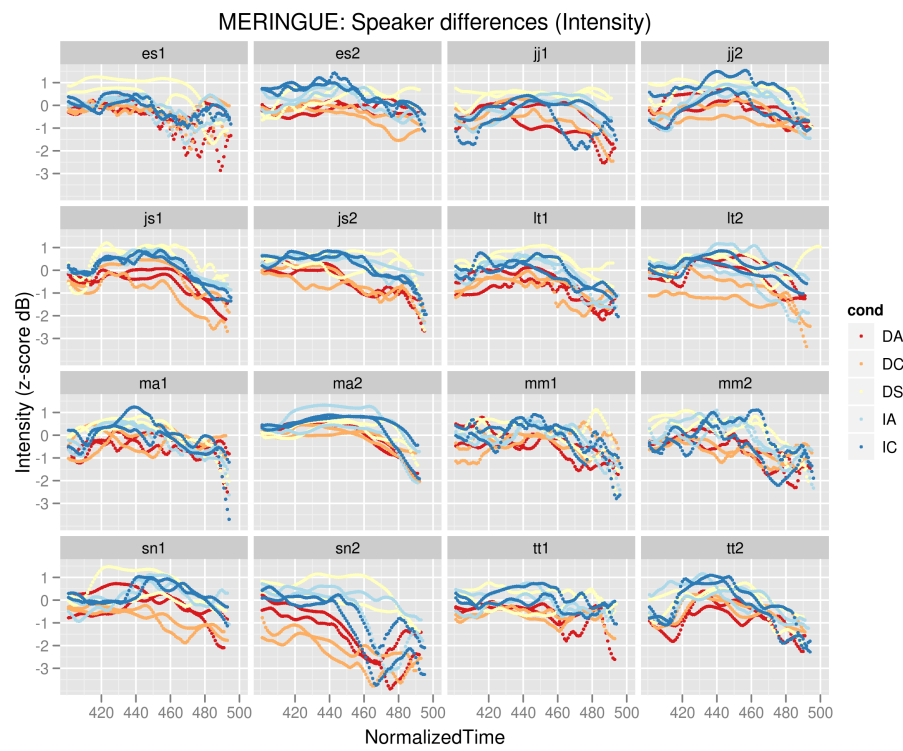 MERINGUE: Speaker differences (Intensity)
es1 es2 jj1 jj2
1
0
-1
-2
-3
js1 js2 lt1 lt2
1
0
-1
-2
-3
ma1 ma2 mm1 mm2
1
0
-1
-2
-3
sn1 sn2 tt1 tt2
1
0
-1
-2
-3
420 440 460 480 500 420 440 460 480 500 420 440 460 480 500 420 440 460 480 500
NormalizedTime
Intensity (z-score dB)
cond
DA
DC
DS
IA
IC